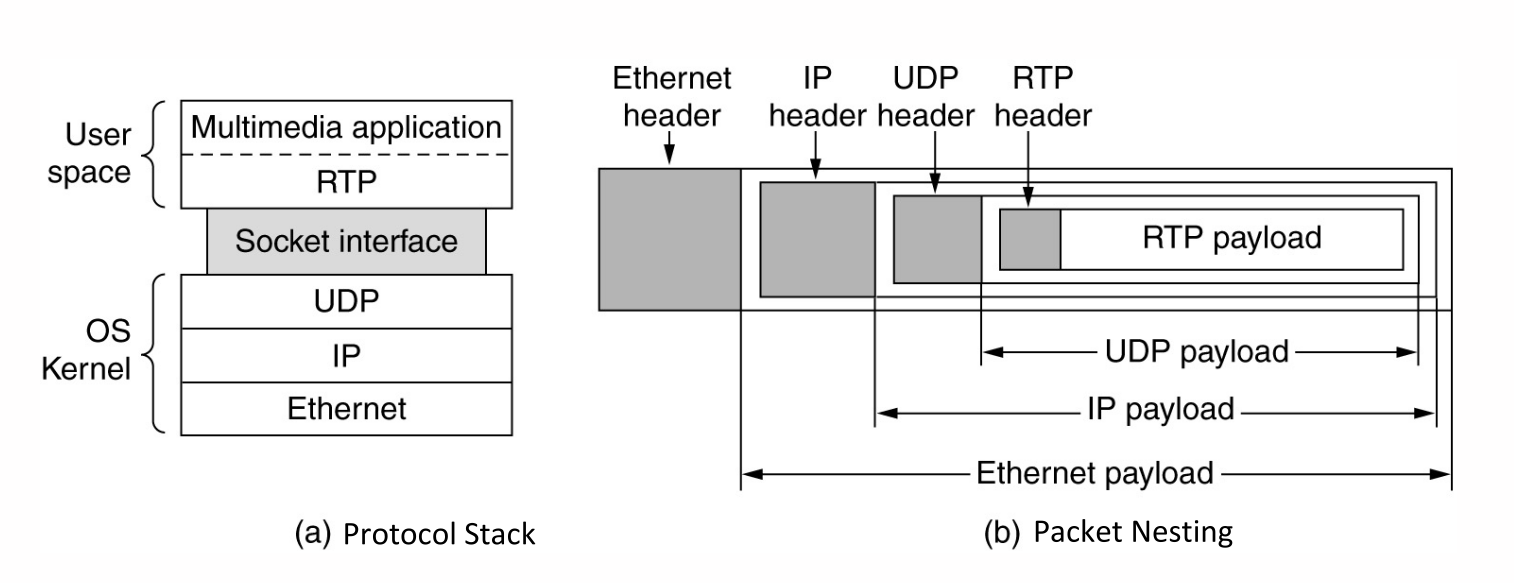 User
space
Multimedia application
RTP
Socket interface
OS
Kernel
UDP
IP
Ethernet
(a) Protocol Stack
Ethernet
header
IP
header
UDP
header
RTP
header
RTP payload
UDP payload
IP payload
Ethernet payload
(b) Packet Nesting